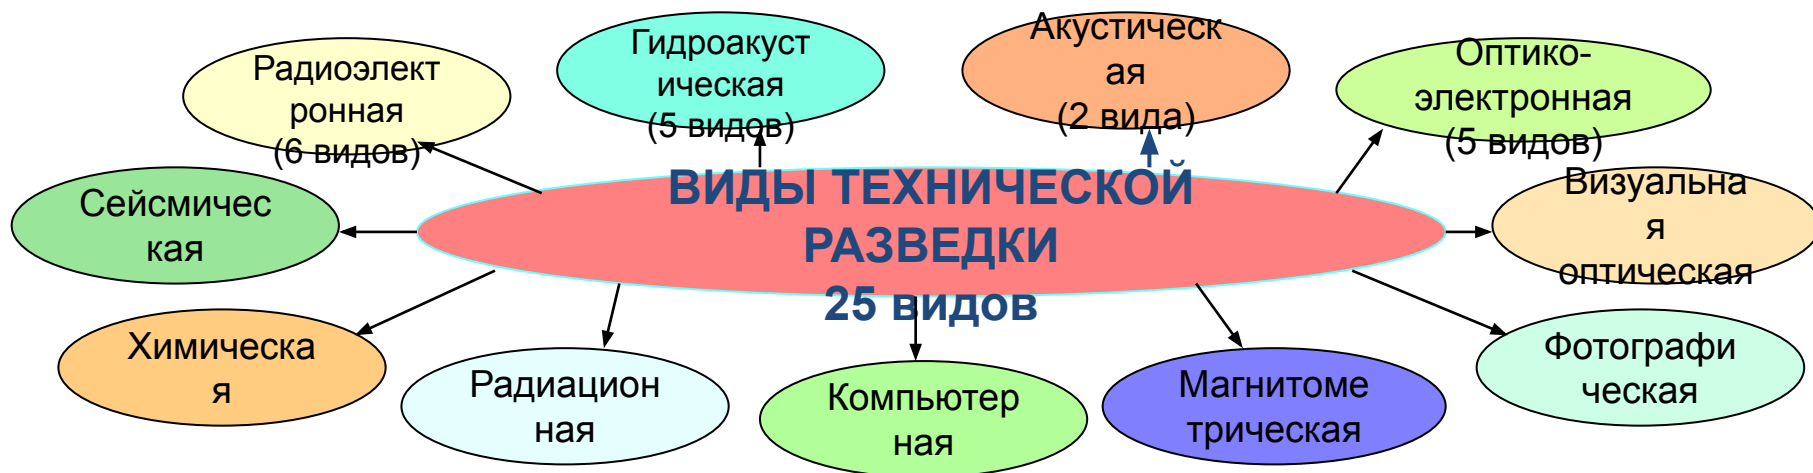 Радиоэлект
ронная
(6 видов)
Гидроакуст
ическая
(5 видов)
Акустическ
ая
(2 вида)
Оптико-
электронная
(5 видов)
Сейсмичес
кая
ВИДЫ ТЕХНИЧЕСКОЙ
РАЗВЕДКИ
25 видов
Визуальна
я
оптическая
Химическа
я
Радиацион
ная
Компьютер
ная
Магнитоме
трическая
Фотографи
ческая